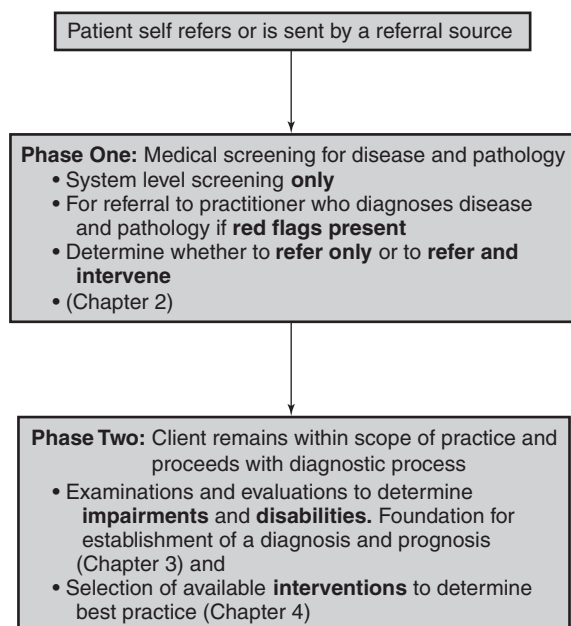 Patient self refers or is sent by a referral source
Phase One: Medical screening for disease and pathology
• System level screening only
• For referral to practitioner who diagnoses disease
and pathology if red flags present
• Determine whether to refer only or to refer and
intervene
• (Chapter 2)
Phase Two: Client remains within scope of practice and
proceeds with diagnostic process
• Examinations and evaluations to determine
impairments and disabilities. Foundation for
establishment of a diagnosis and prognosis
(Chapter 3) and
• Selection of available interventions to determine
best practice (Chapter 4)